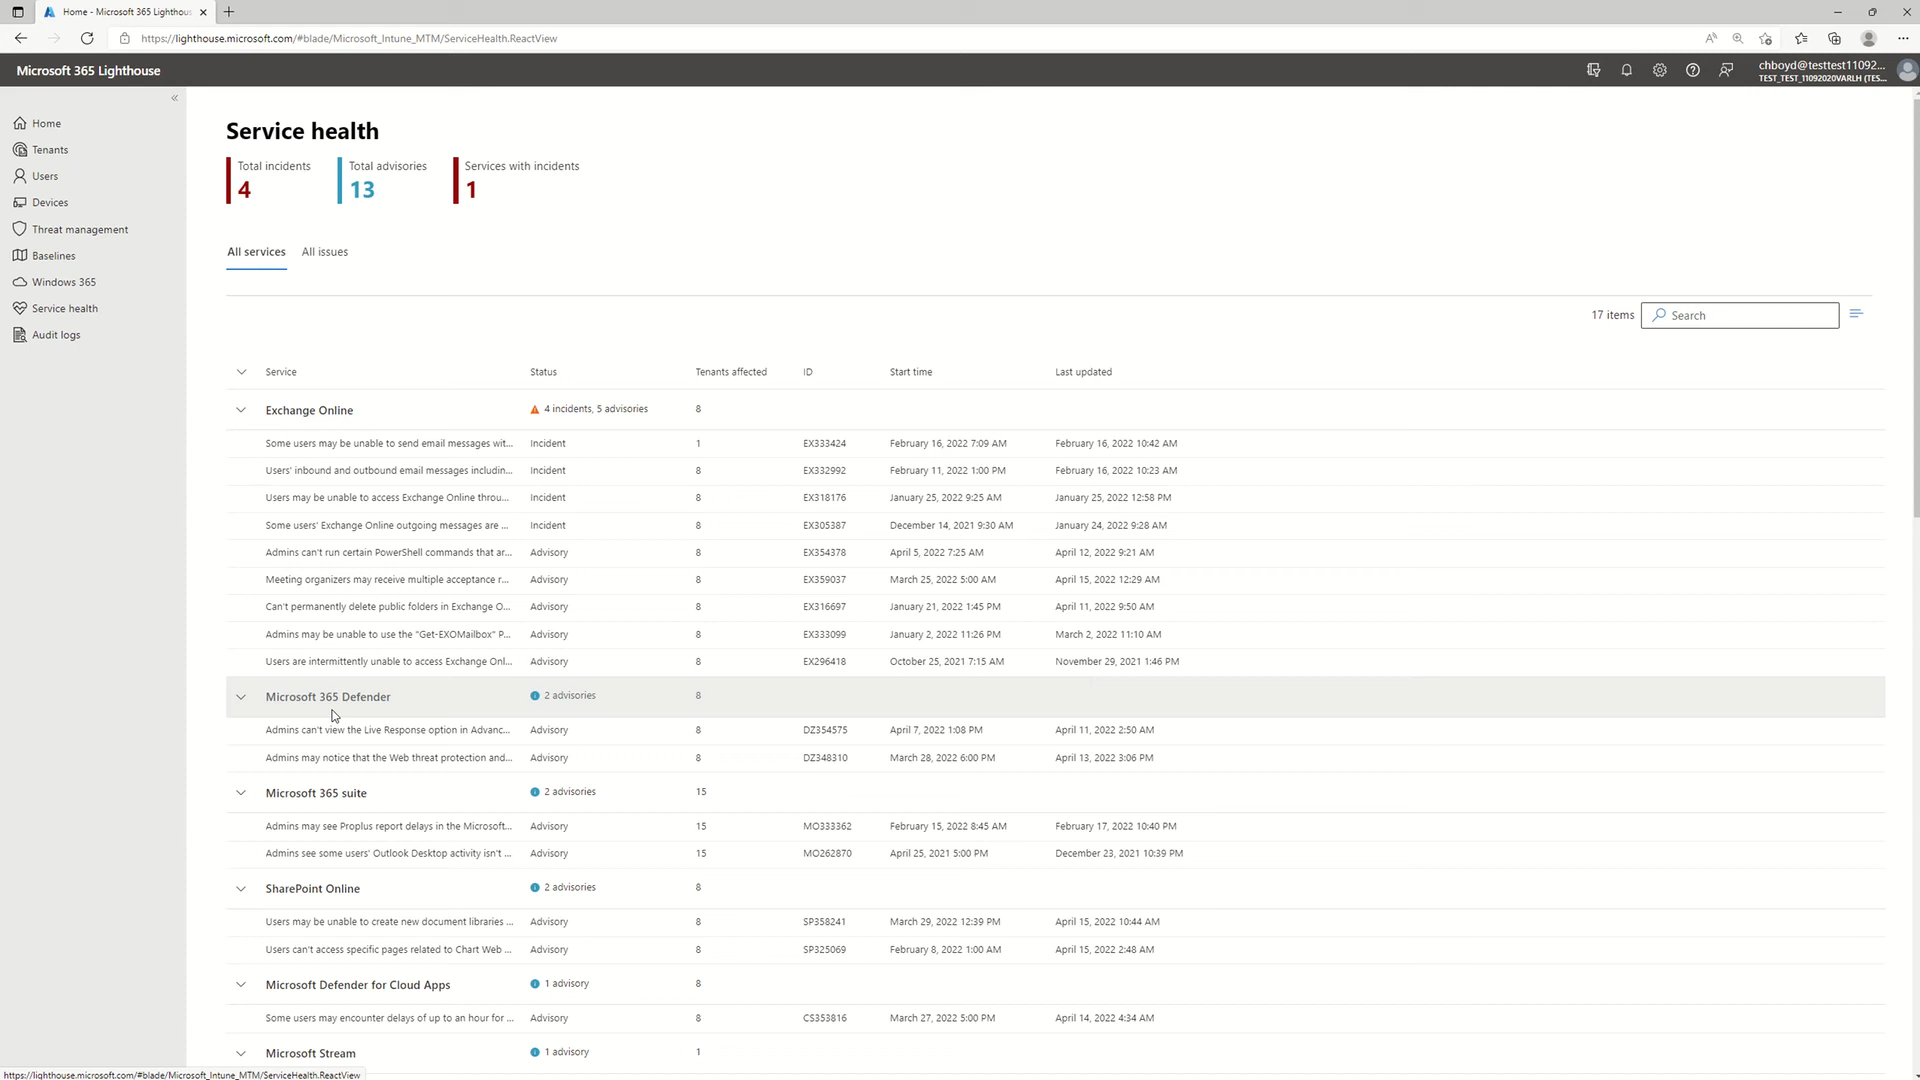 Home - Microsoft 365 Lighthous
https://lighthouse.microsoft.com/#blade/Microsoft_Intune_MTM/ServiceHealth.ReactView
Microsoft 365 Lighthouse
chboyd@testtest11092...
TEST_TEST_11092020VARLH (TES...
Home
Tenants
Users
Devices
Threat management
Baselines
Windows 365
Service health
Audit logs
Service health
Total incidents
4
Total advisories
13
Services with incidents
1
All services All issues
17 items Search
Service Status Tenants affected ID Start time Last updated
Exchange Online 4 incidents, 5 advisories 8
Some users may be unable to send email messages wit... Incident 1 EX333424 February 16, 2022 7:09 AM February 16, 2022 10:42 AM
Users' inbound and outbound email messages includin... Incident 8 EX332992 February 11, 2022 1:00 PM February 16, 2022 10:23 AM
Users may be unable to access Exchange Online throu... Incident 8 EX318176 January 25, 2022 9:25 AM January 25, 2022 12:58 PM
Some users' Exchange Online outgoing messages are ... Incident 8 EX305387 December 14, 2021 9:30 AM January 24, 2022 9:28 AM
Admins can't run certain PowerShell commands that ar... Advisory 8 EX354378 April 5, 2022 7:25 AM April 12, 2022 9:21 AM
Meeting organizers may receive multiple acceptance r... Advisory 8 EX359037 March 25, 2022 5:00 AM April 15, 2022 12:29 AM
Can't permanently delete public folders in Exchange O... Advisory 8 EX316697 January 21, 2022 1:45 PM April 11, 2022 9:50 AM
Admins may be unable to use the "Get-EXOMailbox" P... Advisory 8 EX333099 January 2, 2022 11:26 PM March 2, 2022 11:10 AM
Users are intermittently unable to access Exchange Onl... Advisory 8 EX296418 October 25, 2021 7:15 AM November 29, 2021 1:46 PM
Microsoft 365 Defender 2 advisories 8
Admins can't view the Live Response option in Advanc... Advisory 8 DZ354575 April 7, 2022 1:08 PM April 11, 2022 2:50 AM
Admins may notice that the Web threat protection and... Advisory 8 DZ348310 March 28, 2022 6:00 PM April 13, 2022 3:06 PM
Microsoft 365 suite 2 advisories 15
Admins may see Proplus report delays in the Microsoft... Advisory 15 MO333362 February 15, 2022 8:45 AM February 17, 2022 10:40 PM
Admins see some users' Outlook Desktop activity isn't ... Advisory 15 MO262870 April 25, 2021 5:00 PM December 23, 2021 10:39 PM
SharePoint Online 2 advisories 8
Users may be unable to create new document libraries ... Advisory 8 SP358241 March 29, 2022 12:39 PM April 15, 2022 10:44 AM
Users can't access specific pages related to Chart Web ... Advisory 8 SP325069 February 8, 2022 1:00 AM April 15, 2022 2:48 AM
Microsoft Defender for Cloud Apps 1 advisory 8
Some users may encounter delays of up to an hour for ... Advisory 8 CS353816 March 27, 2022 5:00 PM April 14, 2022 4:34 AM
Microsoft Stream 1 advisory 1
https://lighthouse.microsoft.com/#blade/Microsoft_Intune_MTM/ServiceHealth.ReactView